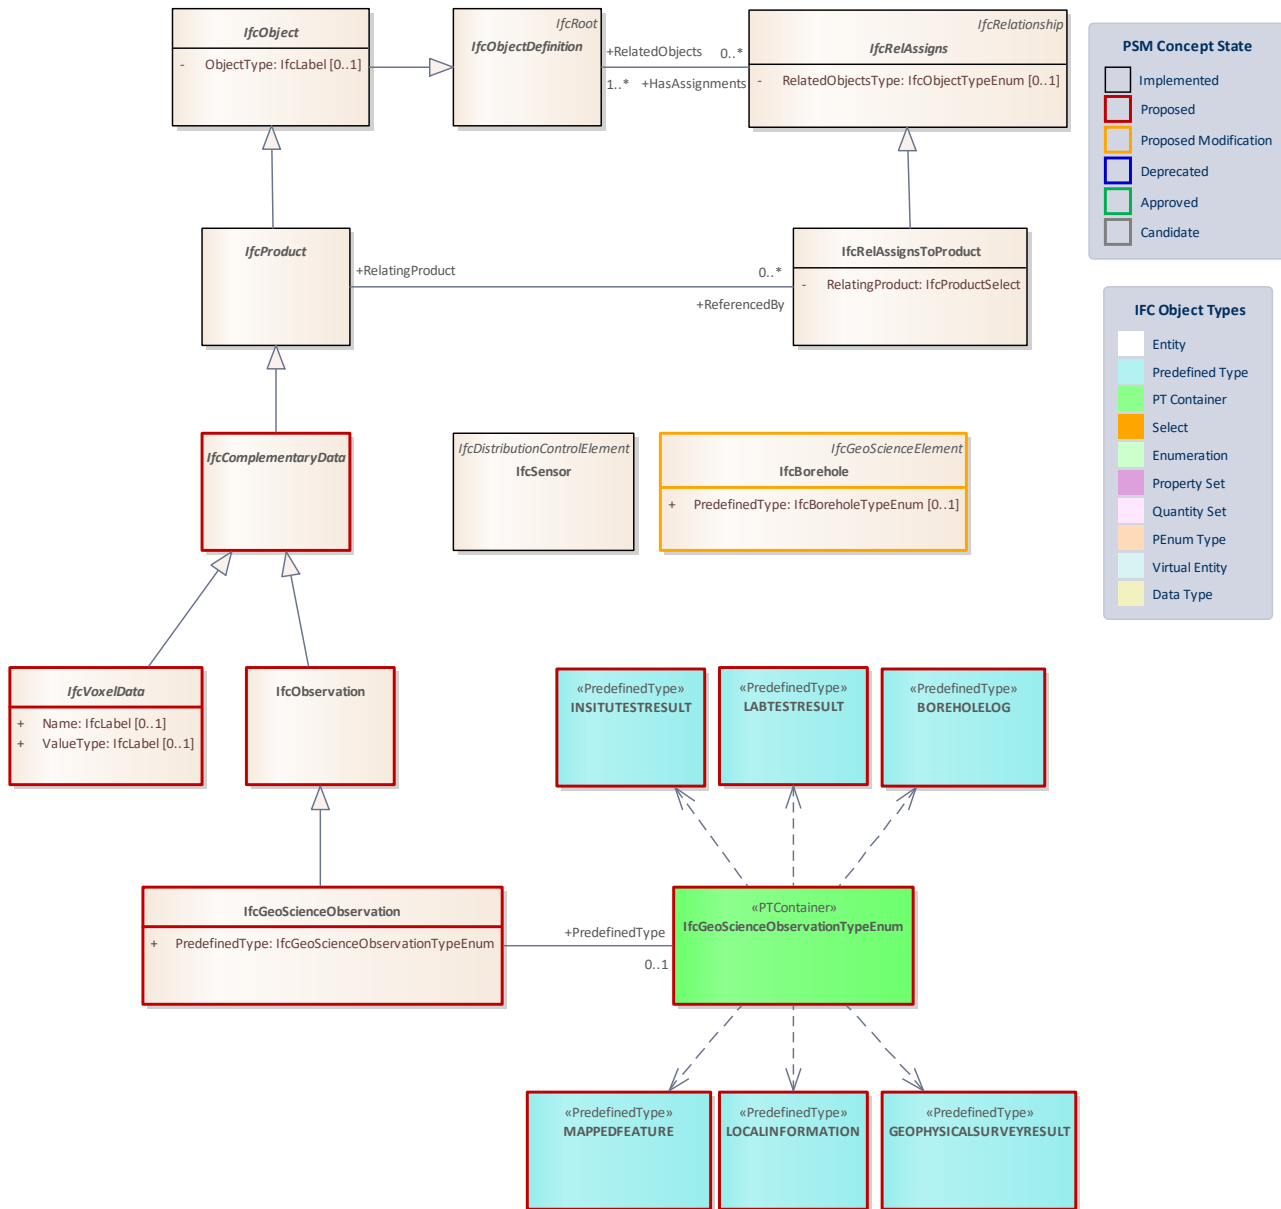 IfcObject
- ObjectType: IfcLabel [0..1]
IfcRoot
IfcObjectDefinition
+RelatedObjects 0..*
1..* +HasAssignments
IfcRelationship
IfcRelAssigns
- RelatedObjectsType: IfcObjectTypeEnum [0..1]
PSM Concept State
Implemented
Proposed
Proposed Modification
Deprecated
Approved
Candidate
IfcProduct
+RelatingProduct
0..*
+ReferencedBy
IfcRelAssignsToProduct
- RelatingProduct: IfcProductSelect
IFC Object Types
Entity
Predefined Type
PT Container
Select
Enumeration
Property Set
Quantity Set
PEnum Type
Virtual Entity
Data Type
IfcComplementaryData
IfcDistributionControlElement
IfcSensor
IfcGeoScienceElement
IfcBorehole
+ PredefinedType: IfcBoreholeTypeEnum [0..1]
IfcVoxelData
+ Name: IfcLabel [0..1]
+ ValueType: IfcLabel [0..1]
IfcObservation
«PredefinedType»
INSITUTESTRESULT
«PredefinedType»
LABTESTRESULT
«PredefinedType»
BOREHOLELOG
IfcGeoScienceObservation
+ PredefinedType: IfcGeoScienceObservationTypeEnum
+PredefinedType
0..1
«PTContainer»
IfcGeoScienceObservationTypeEnum
«PredefinedType»
MAPPEDFEATURE
«PredefinedType»
LOCALINFORMATION
«PredefinedType»
GEOPHYSICALSURVEYRESULT